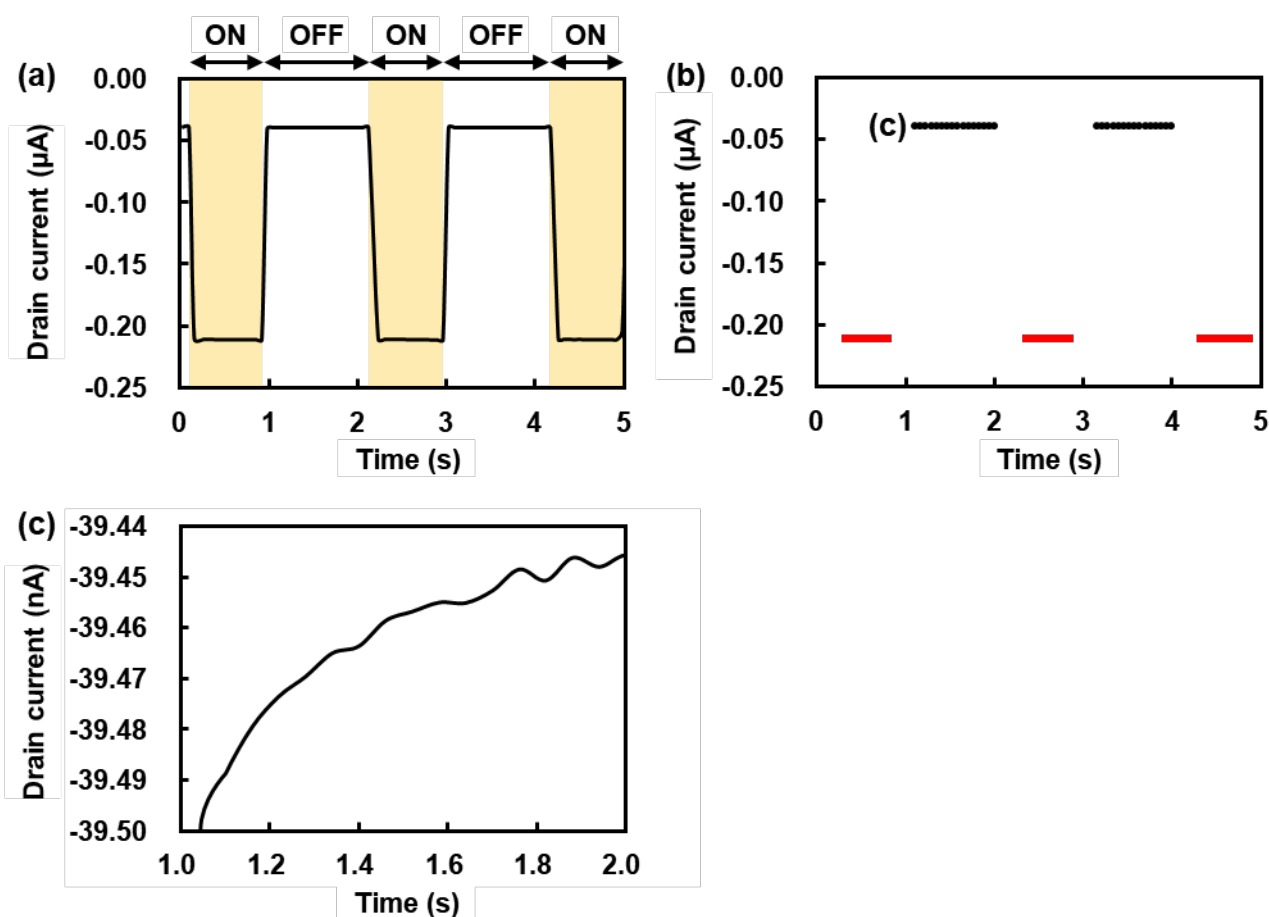 ON OFF ON OFF ON
(a)
0.00
-0.05
-0.10
-0.15
-0.20
-0.25
Drain current (µA)
0 1 2 3 4 5
Time (s)
(b)
0.00
-0.05
-0.10
-0.15
-0.20
-0.25
Drain current (µA)
(c)
0 1 2 3 4 5
Time (s)
(c)
-39.44
-39.45
-39.46
-39.47
-39.48
-39.49
-39.50
Drain current (nA)
1.0 1.2 1.4 1.6 1.8 2.0
Time (s)